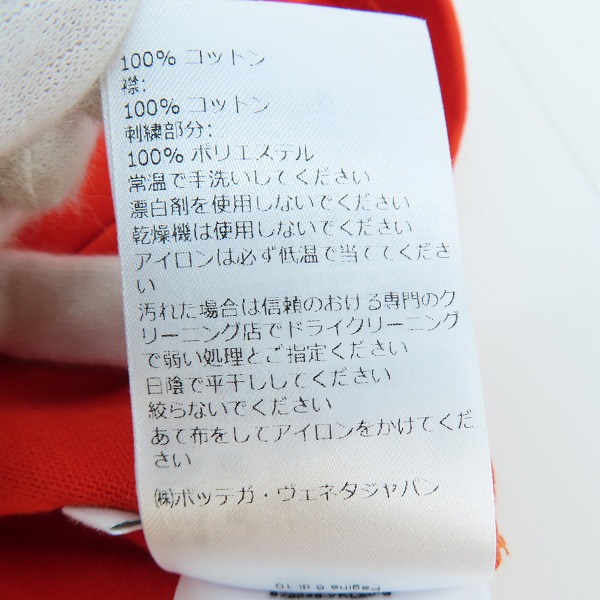 100% コットン
襟:
100% コットン
刺繍部分:
100% ポリエステル
常温で手洗いしてください
漂白剤を使用しないでください
乾燥機は使用しないでください
アイロンは必ず低温で当ててくださ
い
汚れた場合は信頼のおける専門のク
リーニング店でドライクリーニング
で弱い処理とご指定ください
日陰で平干ししてください
絞らないでください
あて布をしてアイロンをかけてくだ
さい
㈱ボッテガ・ヴェネタジャパン
Pagina 5 di 10